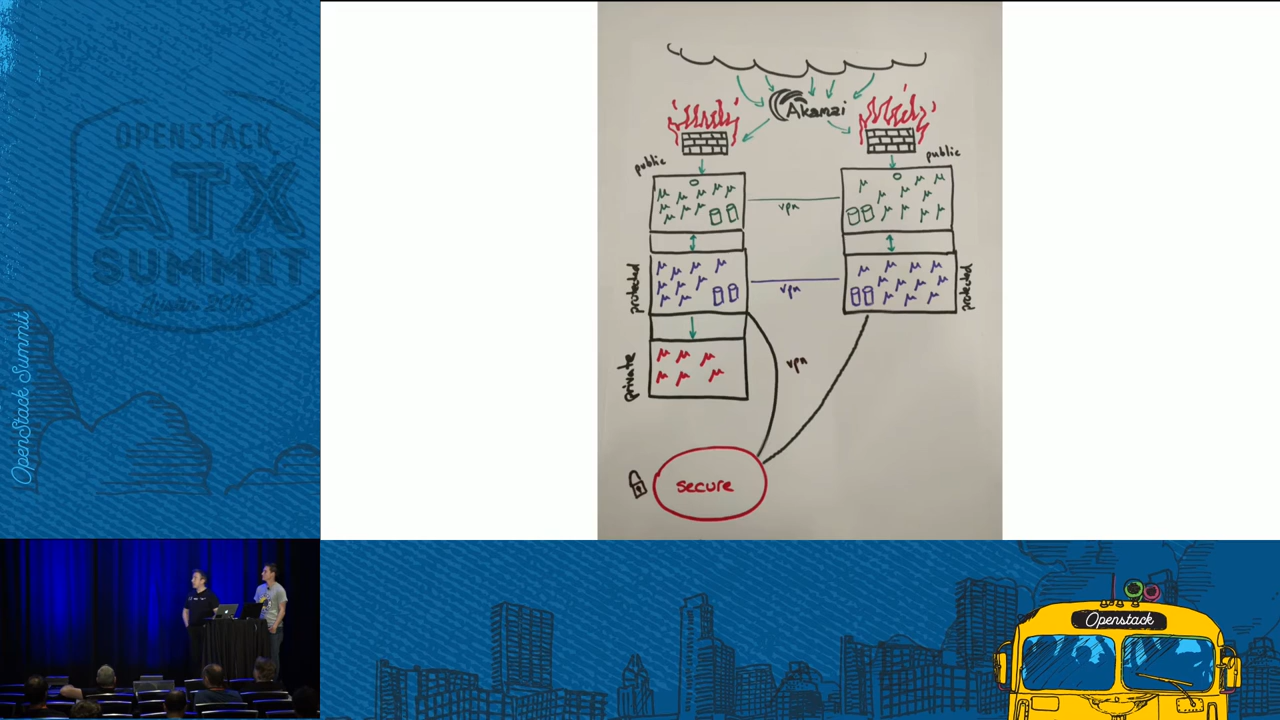 OPENSTACK
ATX
SUMMIT
OpenStack Summit
Akamai
public
public
vpn
protected
vpn
protected
private
vpn
secure
Openstack